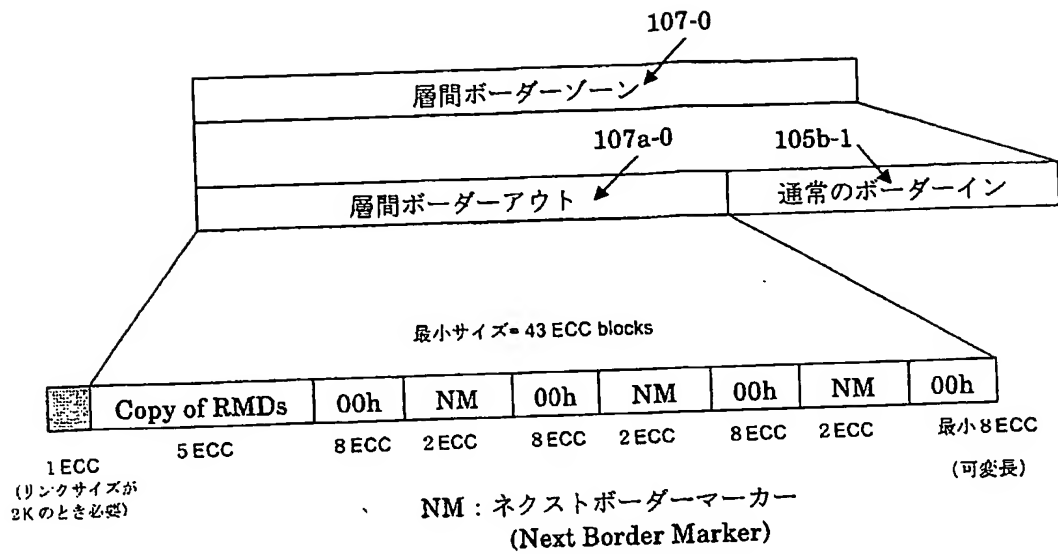 107-0
層間ボーダーゾーン
107a-0
105b-1
層間ボーダーアウト
通常のボーダーイン
最小サイズ= 43 ECC blocks
Copy of RMDs
00h
NM
00h
NM
00h
NM
00h
1 ECC
(リンクサイズが
2Kのとき必要)
5 ECC
8 ECC
2 ECC
8 ECC
2 ECC
8 ECC
2 ECC
最小 8 ECC
(可変長)
NM : ネクストボーダーマーカー
(Next Border Marker)